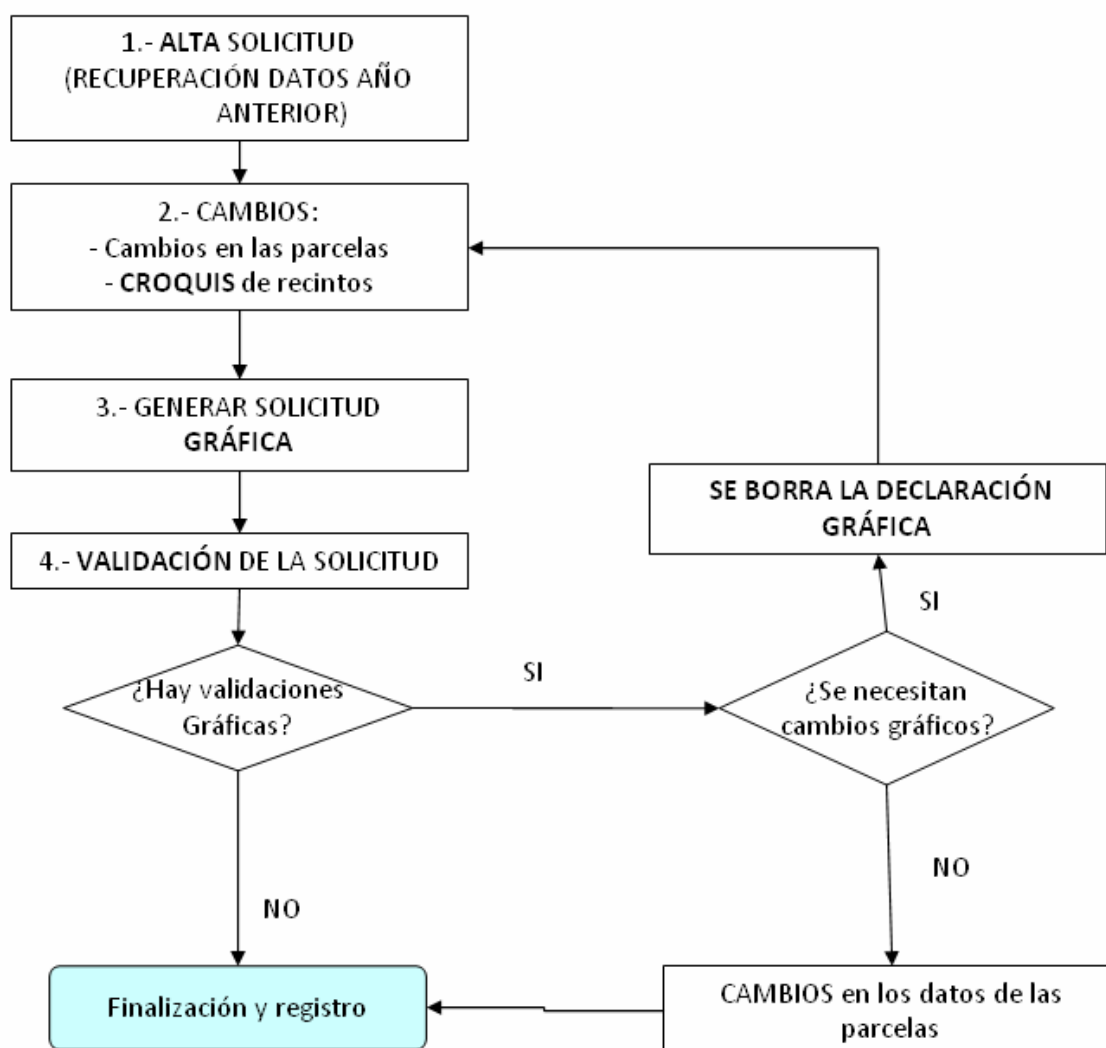 1.- ALTA SOLICITUD
(RECUPERACIÓN DATOS AÑO
ANTERIOR)
2.- CAMBIOS:
- Cambios en las parcelas
- CROQUIS de recintos
3.- GENERAR SOLICITUD
GRÁFICA
SE BORRA LA DECLARACIÓN
GRÁFICA
4.- VALIDACIÓN DE LA SOLICITUD
SI
¿Hay validaciones
Gráficas?
SI
¿Se necesitan
cambios gráficos?
NO
NO
Finalización y registro
CAMBIOS en los datos de las
parcelas